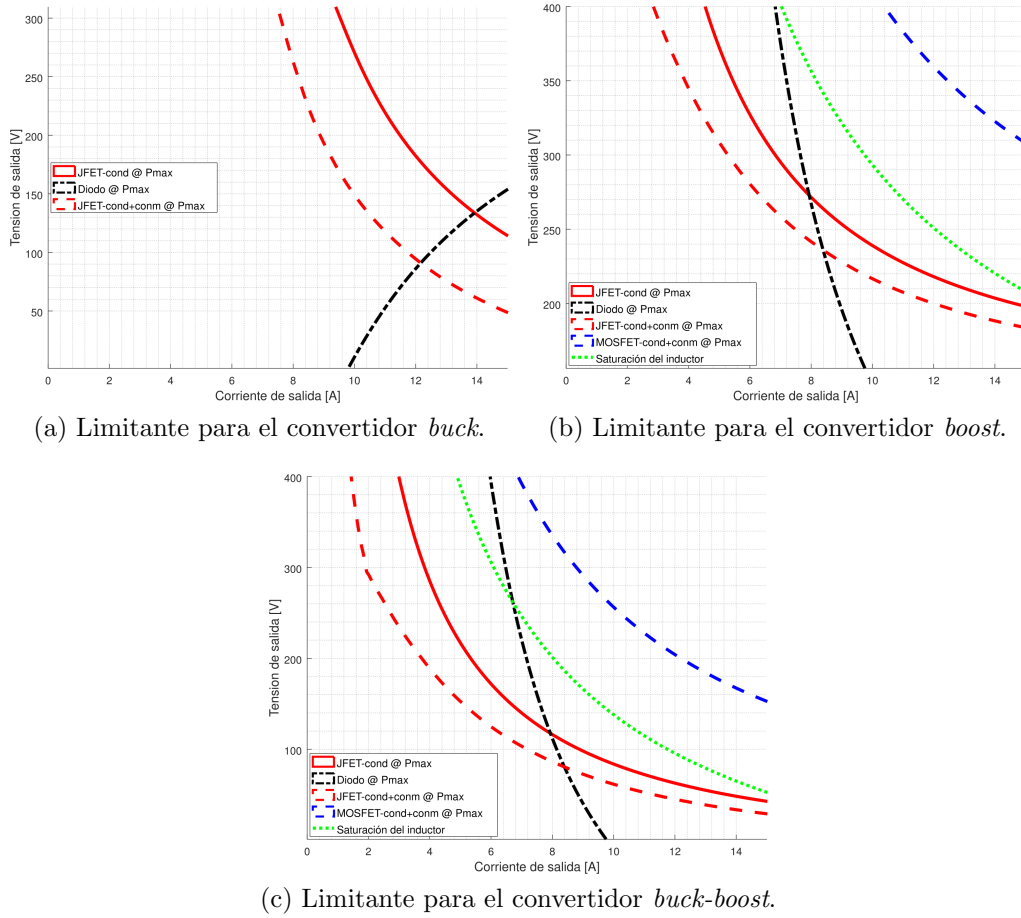 300
250
200
150
100
50
Tension de salida [V]
JFET-cond @ Pmax
Diodo @ Pmax
JFET-cond+conm @ Pmax
0 2 4 6 8 10 12 14
Corriente de salida [A]
(a) Limitante para el convertidor buck.
400
350
300
250
200
Tension de salida [V]
JFET-cond @ Pmax
Diodo @ Pmax
JFET-cond+conm @ Pmax
MOSFET-cond+conm @ Pmax
Saturación del inductor
0 2 4 6 8 10 12 14
Corriente de salida [A]
(b) Limitante para el convertidor boost.
400
300
200
100
Tension de salida [V]
JFET-cond @ Pmax
Diodo @ Pmax
JFET-cond+conm @ Pmax
MOSFET-cond+conm @ Pmax
Saturación del inductor
0 2 4 6 8 10 12 14
Corriente de salida [A]
(c) Limitante para el convertidor buck-boost.